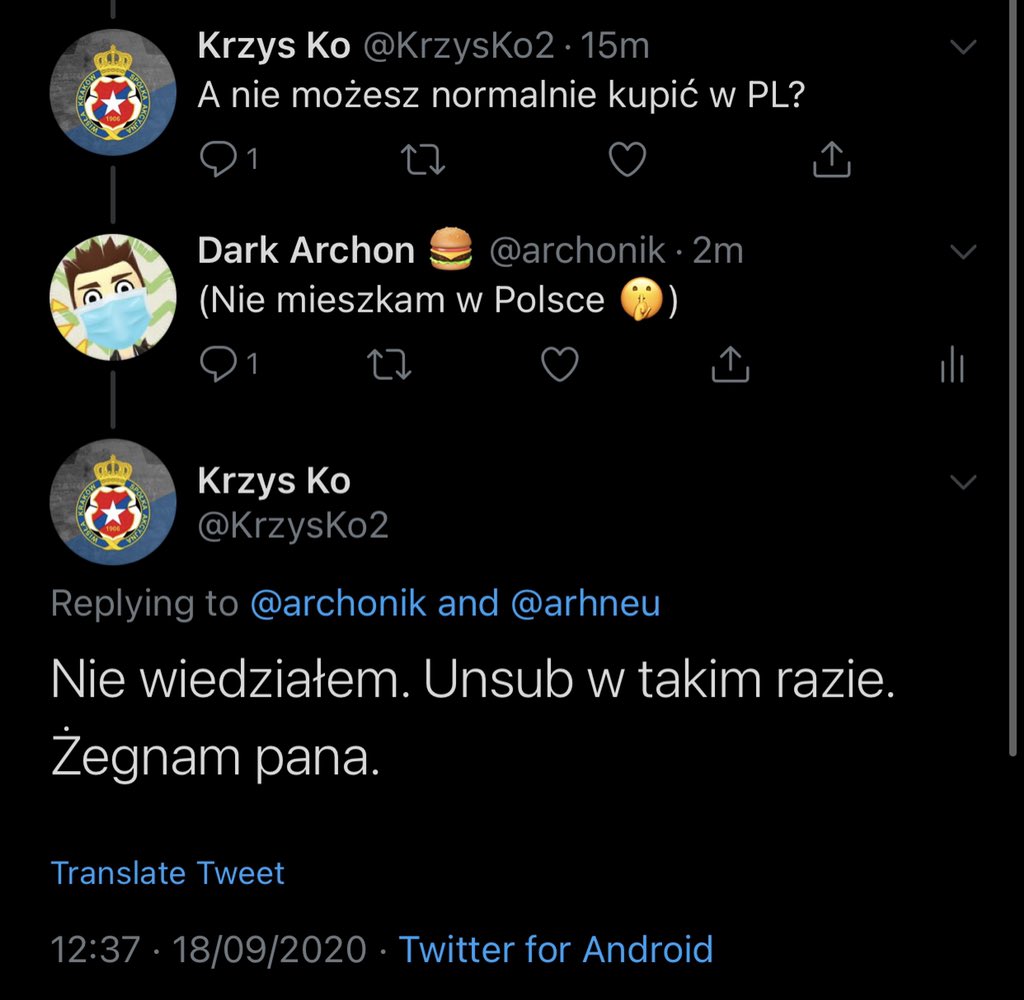 Krzys Ko @KrzysKo2 · 15m
A nie możesz normalnie kupić w PL?
1
Dark Archon 🍔 @archonik · 2m
(Nie mieszkam w Polsce 🤫)
1
Krzys Ko
@KrzysKo2
Replying to @archonik and @arhneu
Nie wiedziałem. Unsub w takim razie.
Żegnam pana.
Translate Tweet
12:37 · 18/09/2020 · Twitter for Android